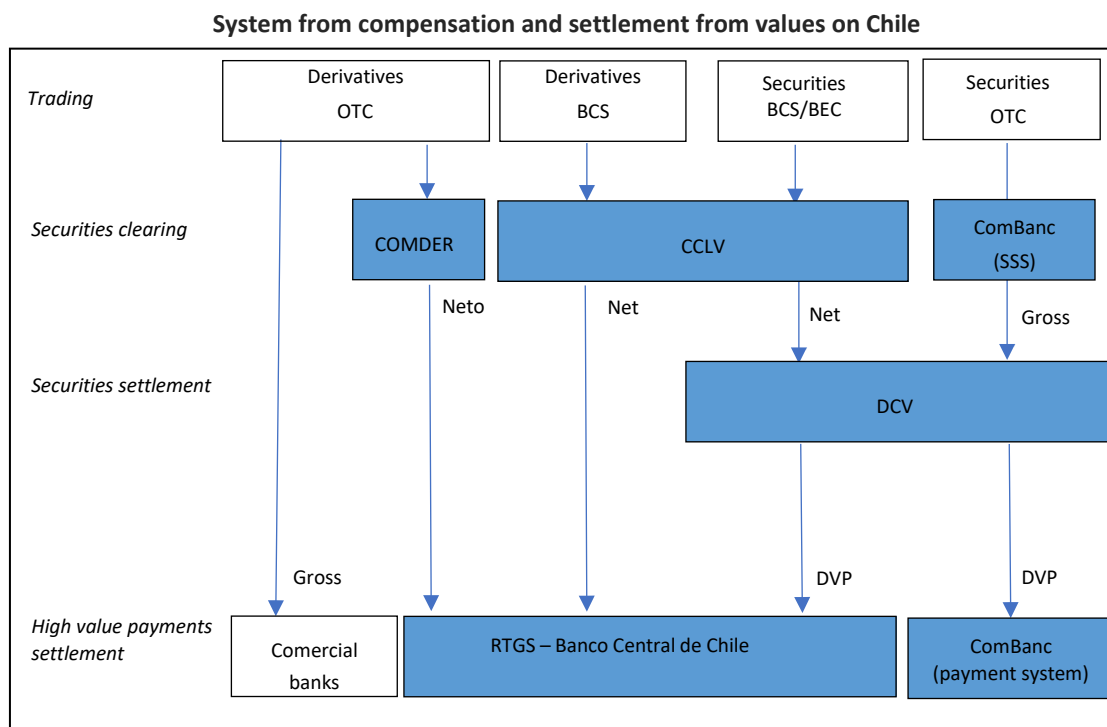 System from compensation and settlement from values on Chile
Trading
Derivatives
OTC
Derivatives
BCS
Securities
BCS/BEC
Securities
OTC
Securities clearing
COMDER
CCLV
ComBanc
(SSS)
Neto
Net
Net
Gross
Securities settlement
DCV
Gross
DVP
DVP
High value payments
settlement
Comercial
banks
RTGS – Banco Central de Chile
ComBanc
(payment system)